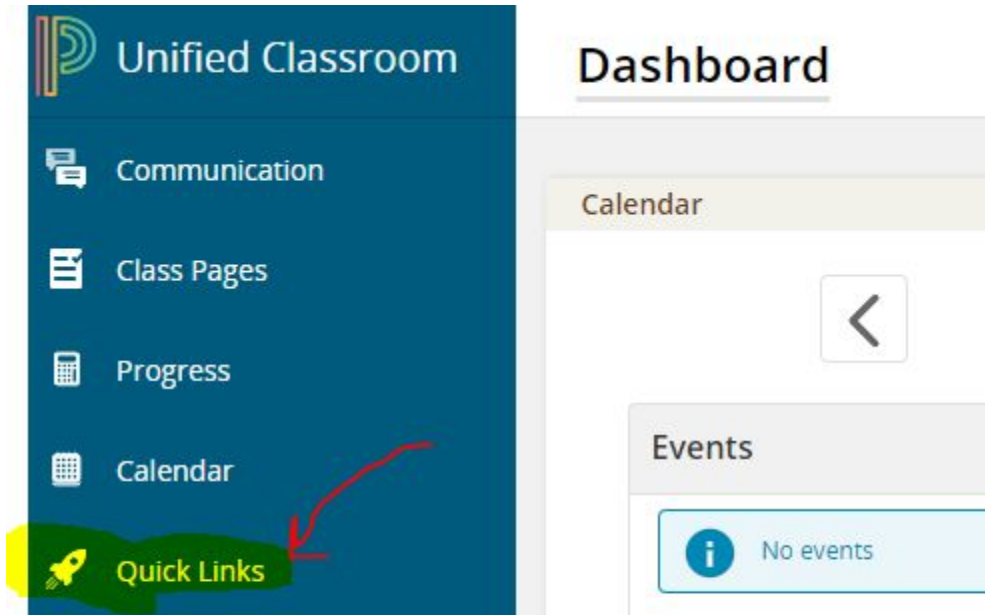 Unified Classroom
Communication
Class Pages
Progress
Calendar
Quick Links
Dashboard
Calendar
Events
No events